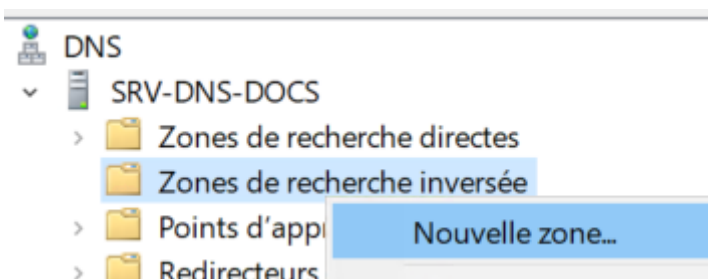 DNS
SRV-DNS-DOCS
Zones de recherche directes
Zones de recherche inversée
Points d'app
Nouvelle zone...
Redirecteurs